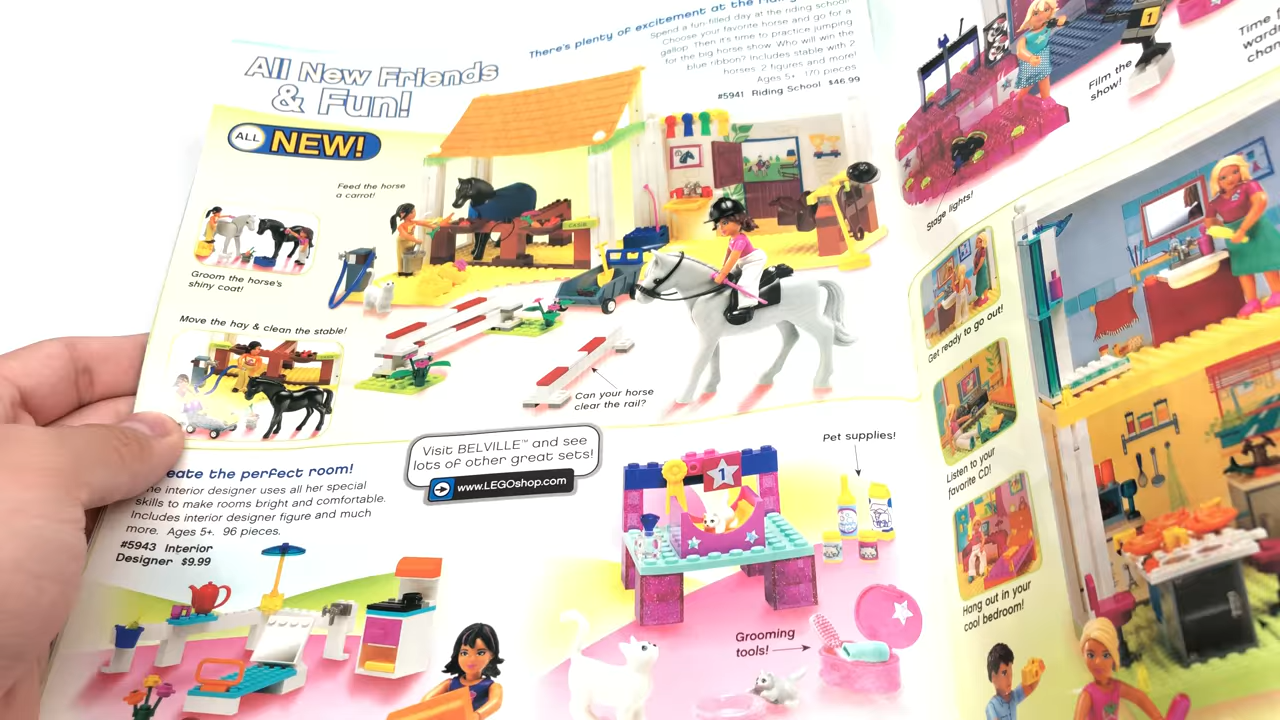 There's plenty of excitement at the
Spend a fun-filled day at the riding school!
Choose your favorite horse and go for a
gallop. Then it's time to practice jumping
for the big horse show. Who will win the
blue ribbon? Includes stable with 2
horses, 2 figures and more!
Ages 5+. 170 pieces
#5941 Riding School $46.99
All New Friends
& Fun!
ALL NEW!
Feed the horse
a carrot!
Groom the horse's
shiny coat!
Move the hay & clean the stable!
Can your horse
clear the rail?
Visit BELVILLE™ and see
lots of other great sets!
www.LEGOshop.com
eate the perfect room!
he interior designer uses all her special
skills to make rooms bright and comfortable.
Includes interior designer figure and much
more. Ages 5+. 96 pieces.
#5943 Interior
Designer $9.99
1
Pet supplies!
Grooming
tools!
1
Film the
show!
Time
ward
chan
Stage lights!
Get ready to go out!
Listen to your
favorite CD!
Hang out in your
cool bedroom!